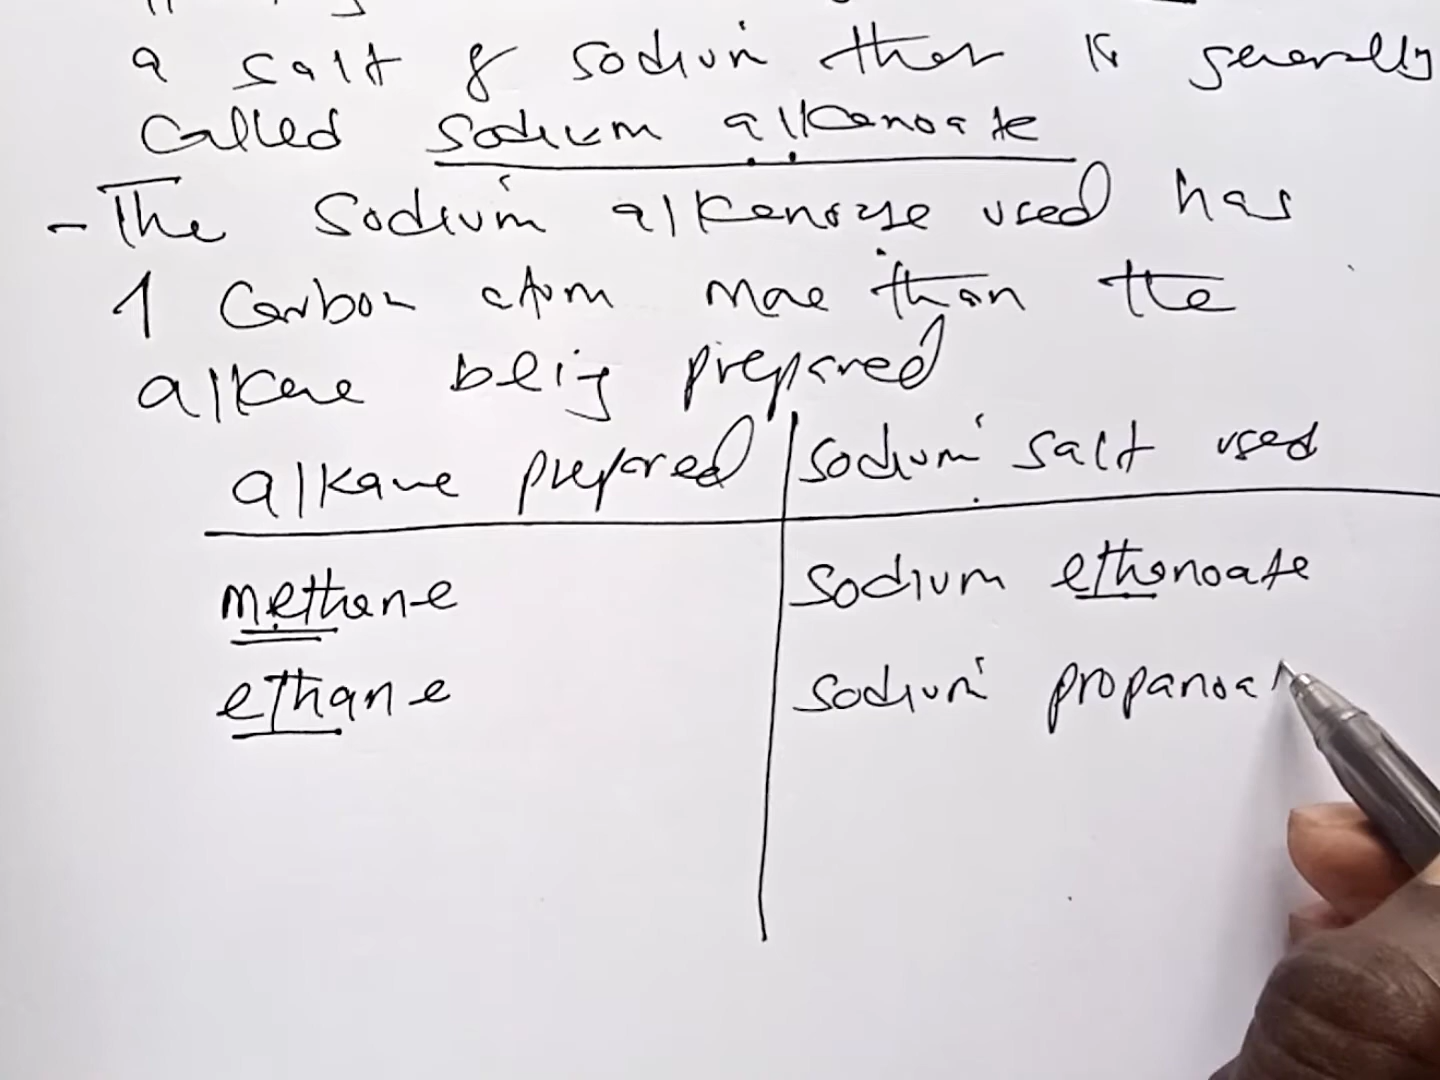 a salt of sodium that is generally
called sodium alkanoate
- The sodium alkanoate used has
1 Carbon atom more than the
alkane being prepared
alkane prepared | sodium salt used
methane | sodium ethanoate
ethane | sodium propanoa